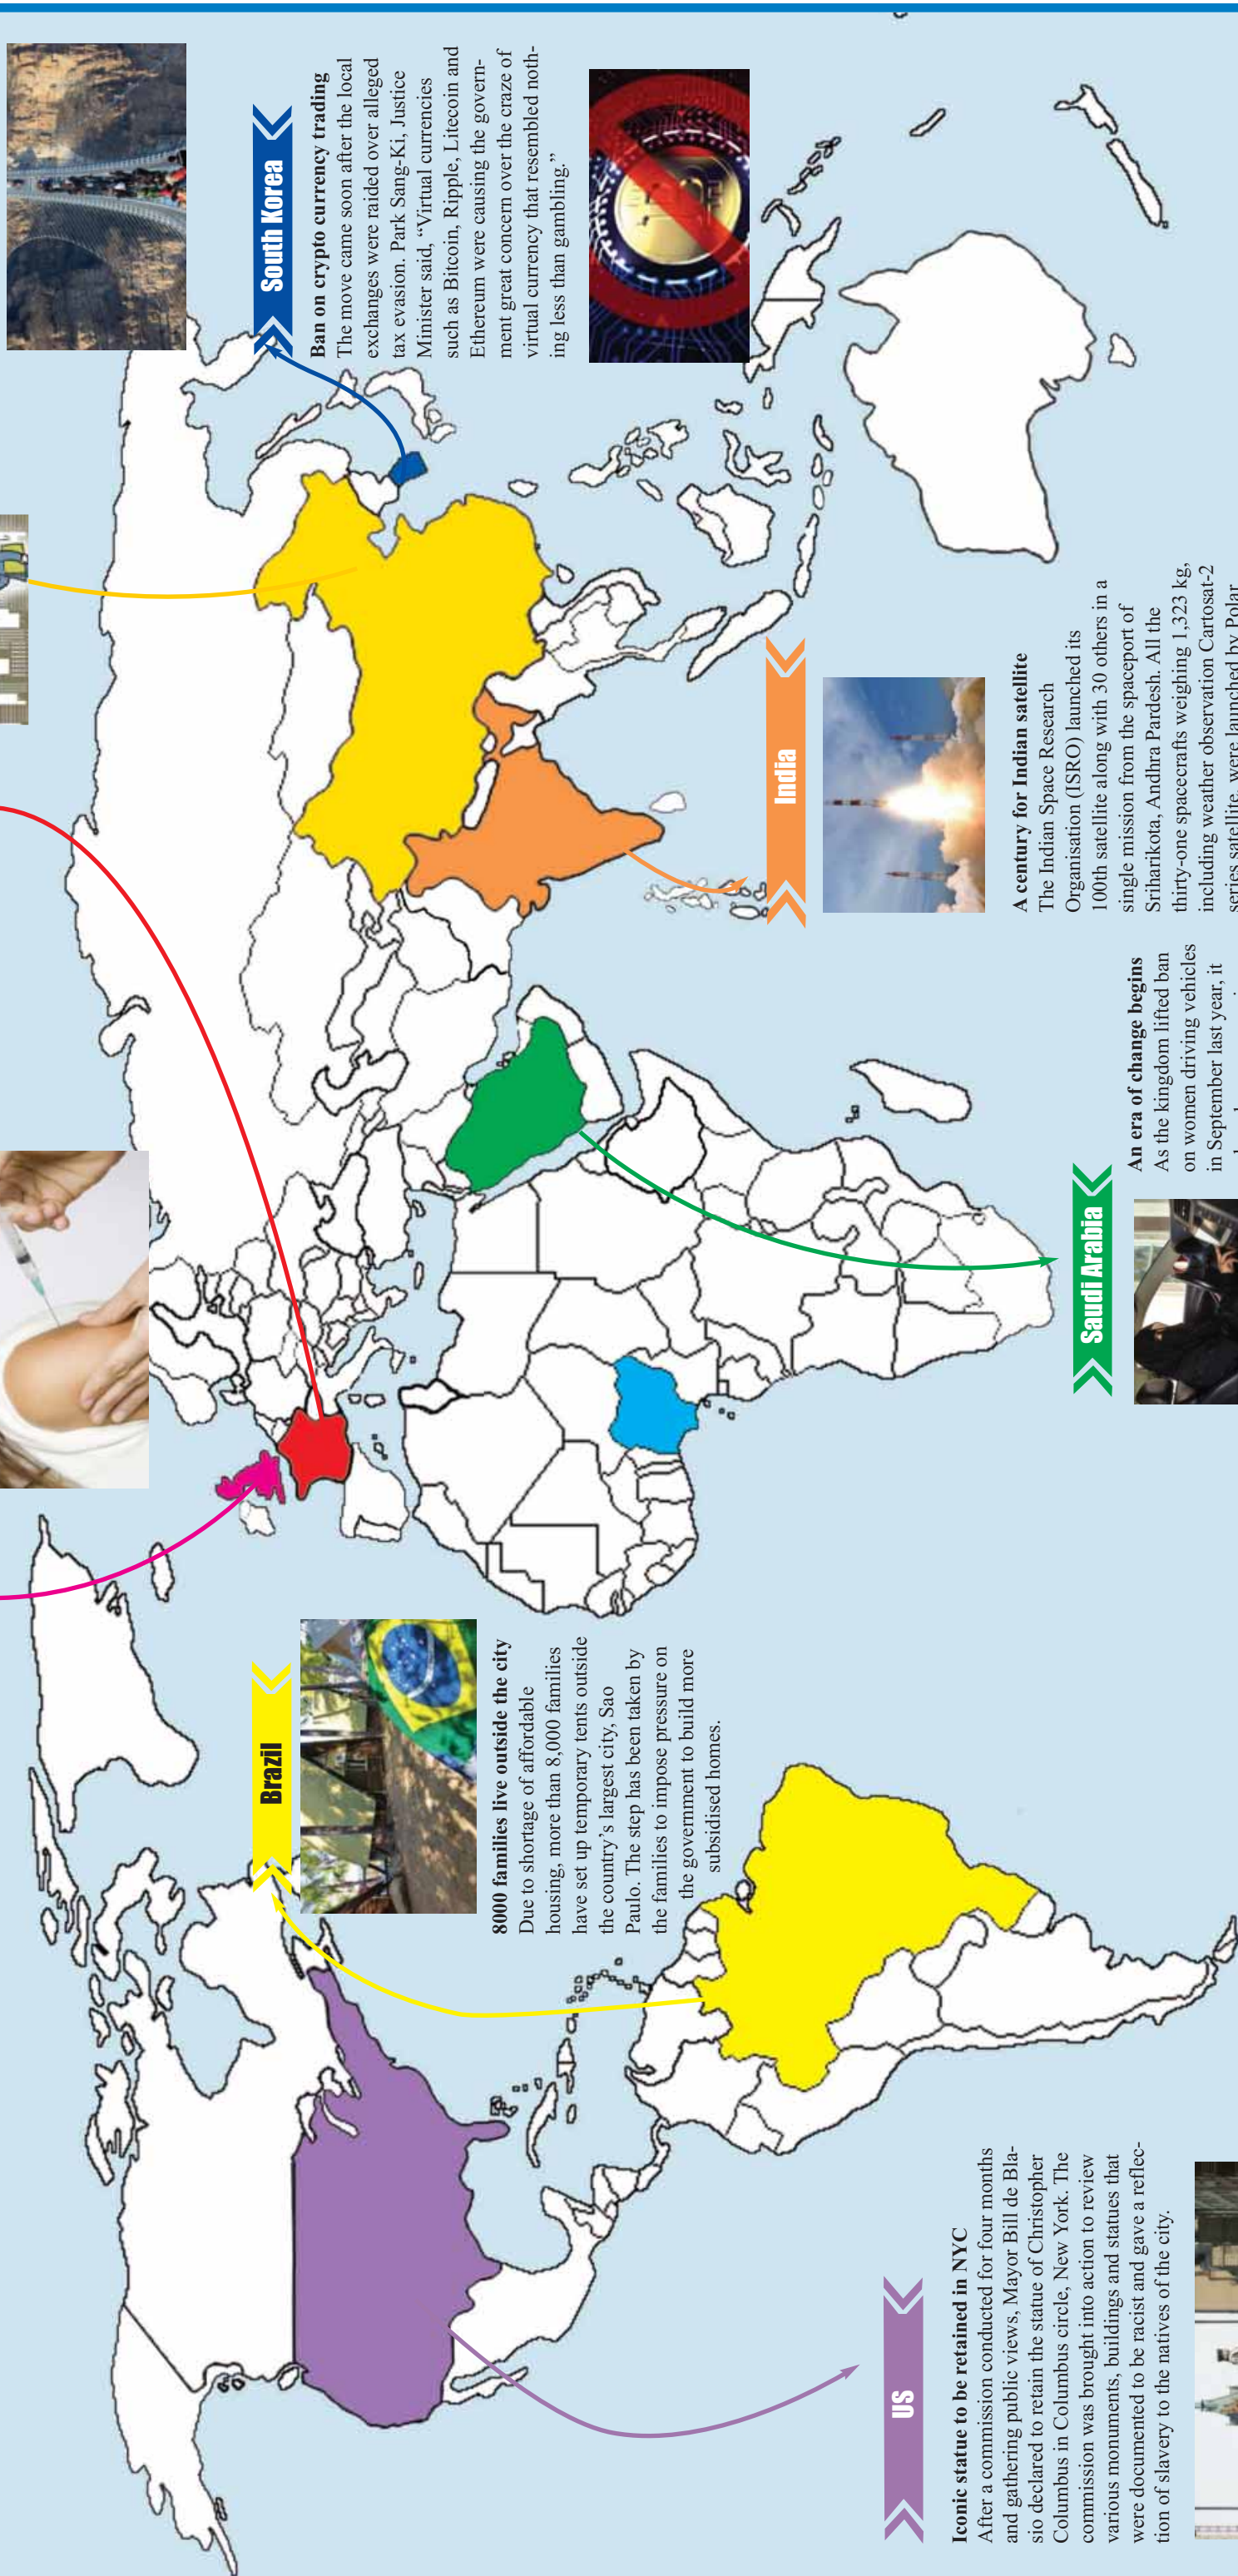 South Korea
Ban on crypto currency trading
The move came soon after the local
exchanges were raided over alleged
tax evasion. Park Sang-Ki, Justice
Minister said, “Virtual currencies
such as Bitcoin, Ripple, Litecoin and
Ethereum were causing the govern-
ment great concern over the craze of
virtual currency that resembled noth-
ing less than gambling.”
Brazil
8000 families live outside the city
Due to shortage of affordable
housing, more than 8,000 families
have set up temporary tents outside
the country’s largest city, Sao
Paulo. The step has been taken by
the families to impose pressure on
the government to build more
subsidised homes.
US
Iconic statue to be retained in NYC
After a commission conducted for four months
and gathering public views, Mayor Bill de Bla-
sio declared to retain the statue of Christopher
Columbus in Columbus circle, New York. The
commission was brought into action to review
various monuments, buildings and statues that
were documented to be racist and gave a reflec-
tion of slavery to the natives of the city.
Saudi Arabia
An era of change begins
As the kingdom lifted ban
on women driving vehicles
in September last year, it
India
A century for Indian satellite
The Indian Space Research
Organisation (ISRO) launched its
100th satellite along with 30 others in a
single mission from the spaceport of
Sriharikota, Andhra Pardesh. All the
thirty-one spacecrafts weighing 1,323 kg,
including weather observation Cartosat-2
series satellite, were launched by Polar